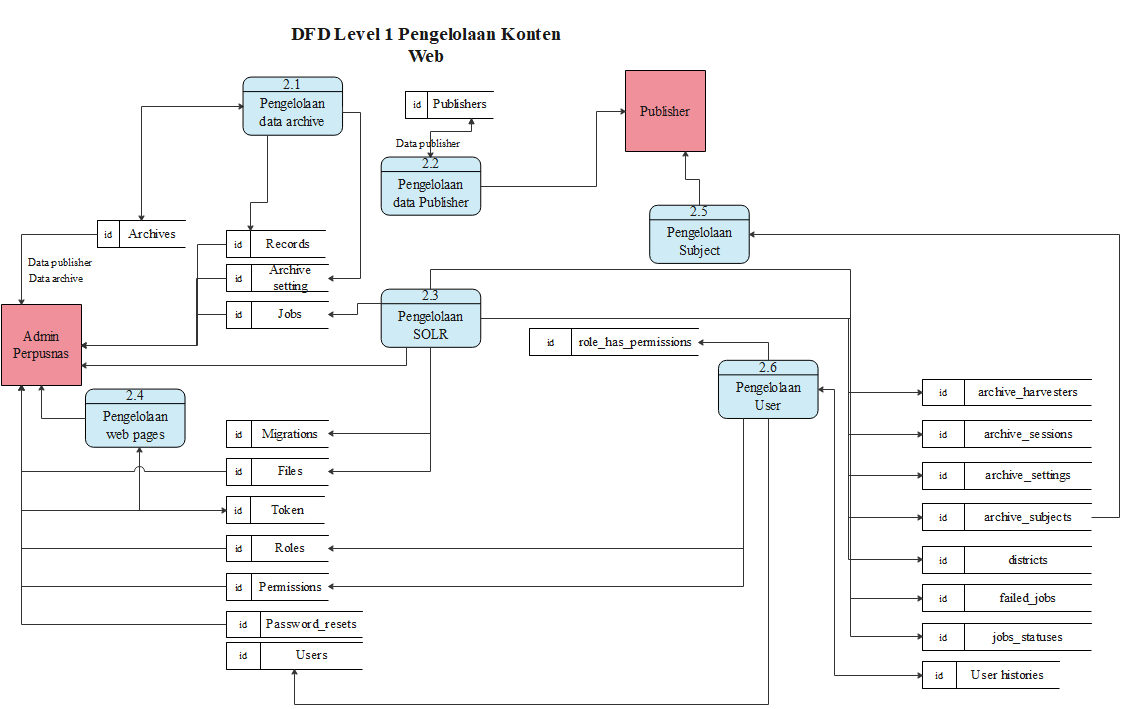 DFD Level 1 Pengelolaan Konten
Web
2.1
Pengelolaan
data archive
id
Publishers
Data publisher
2.2
Pengelolaan
data Publisher
Publisher
2.5
Pengelolaan
Subject
id
Archives
Data publisher
Data archive
id
Records
id
Archive
setting
id
Jobs
Admin
Perpusnas
2.3
Pengelolaan
SOLR
id
role_has_permissions
2.6
Pengelolaan
User
2.4
Pengelolaan
web pages
id
Migrations
id
Files
id
Token
id
Roles
id
Permissions
id
Password_resets
id
Users
id
archive_harvesters
id
archive_sessions
id
archive_settings
id
archive_subjects
id
districts
id
failed_jobs
id
jobs_statuses
id
User histories